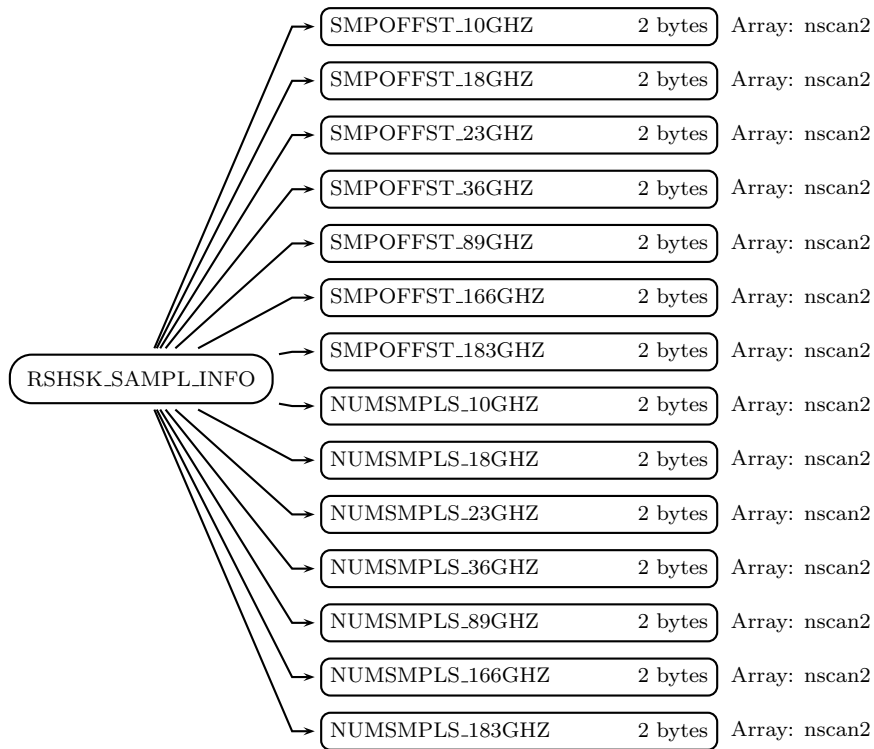 SMPOFFST_10GHZ 2 bytes Array: nscan2
SMPOFFST_18GHZ 2 bytes Array: nscan2
SMPOFFST_23GHZ 2 bytes Array: nscan2
SMPOFFST_36GHZ 2 bytes Array: nscan2
SMPOFFST_89GHZ 2 bytes Array: nscan2
SMPOFFST_166GHZ 2 bytes Array: nscan2
SMPOFFST_183GHZ 2 bytes Array: nscan2
RSHSK_SAMPL_INFO
NUMSMPLS_10GHZ 2 bytes Array: nscan2
NUMSMPLS_18GHZ 2 bytes Array: nscan2
NUMSMPLS_23GHZ 2 bytes Array: nscan2
NUMSMPLS_36GHZ 2 bytes Array: nscan2
NUMSMPLS_89GHZ 2 bytes Array: nscan2
NUMSMPLS_166GHZ 2 bytes Array: nscan2
NUMSMPLS_183GHZ 2 bytes Array: nscan2